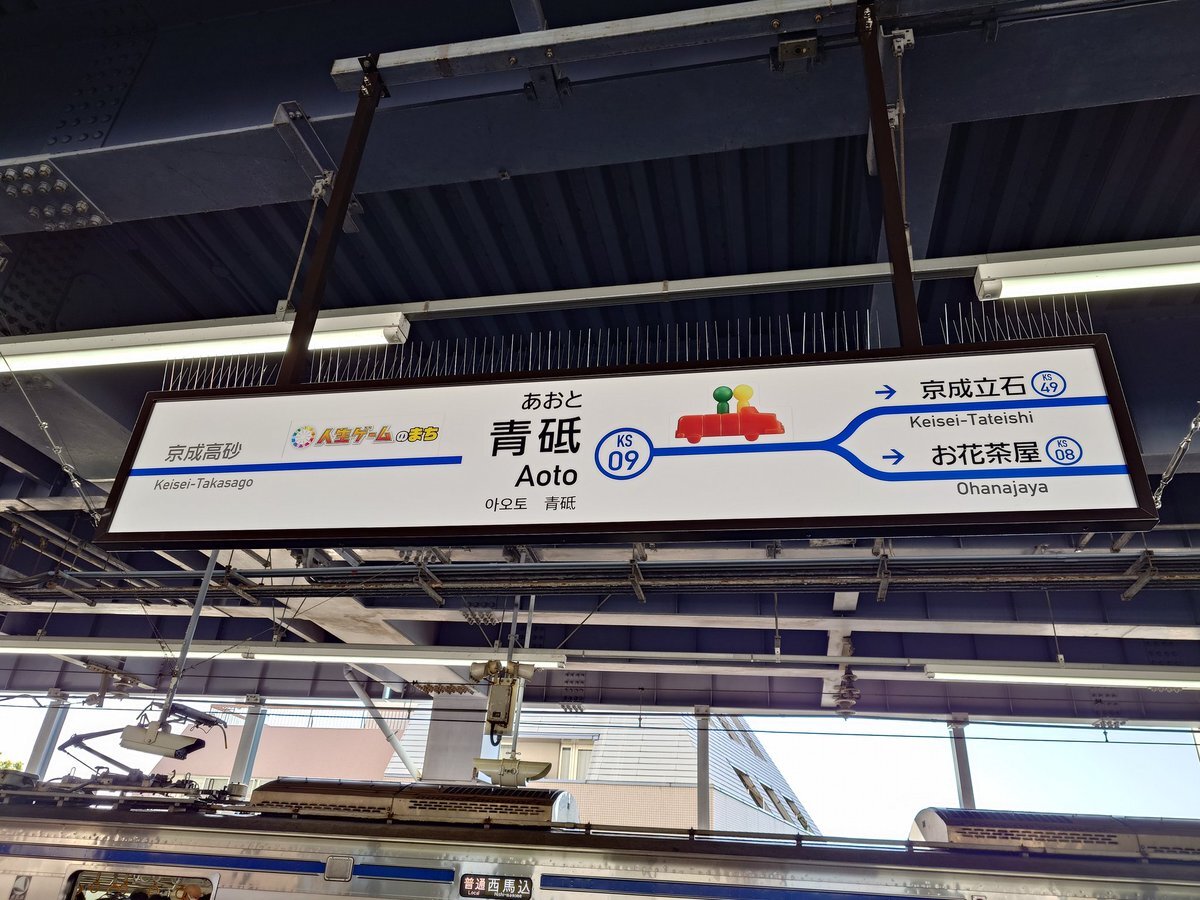 京成高砂
Keisei-Takasago
人生ゲームのまち
あおと
青砥
Aoto
아오토 青砥
KS
09
京成立石
KS
49
Keisei-Tateishi
お花茶屋
KS
08
Ohanajaya
普通 西馬込
Local